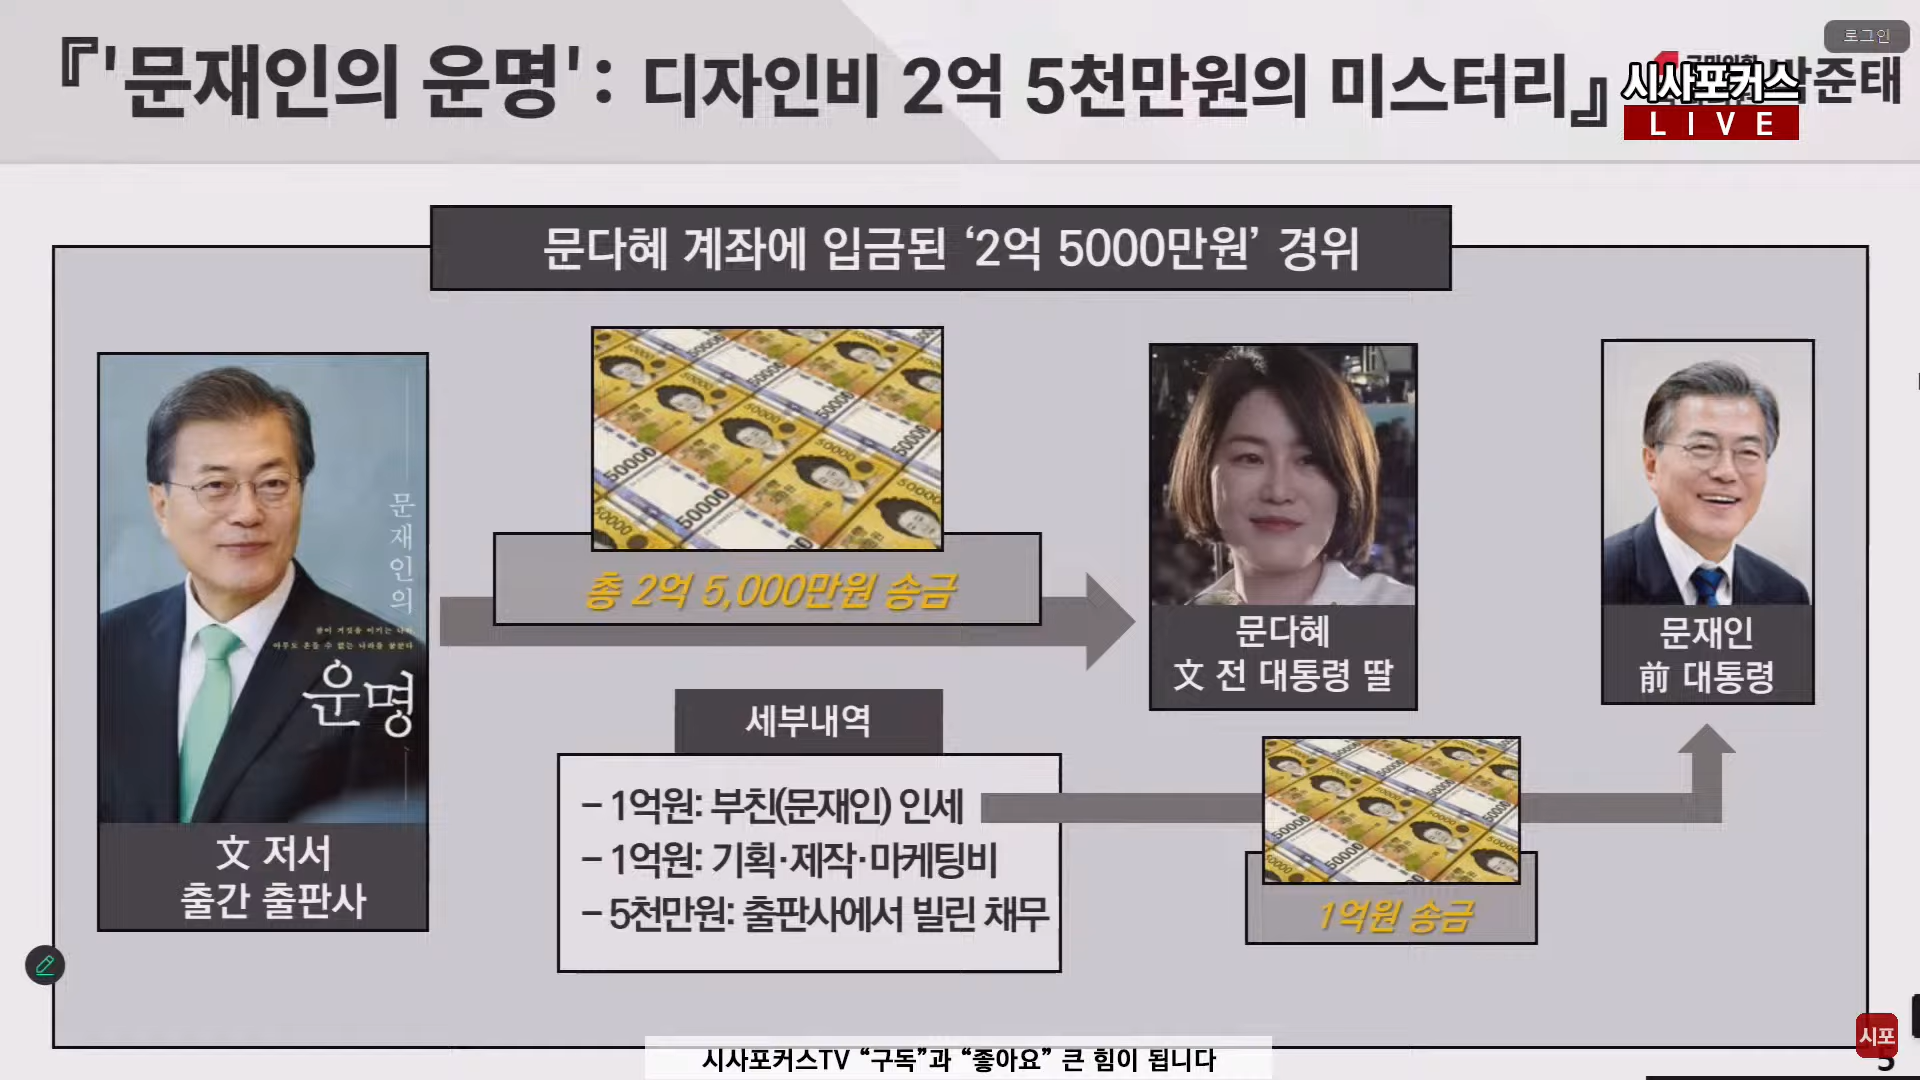 『'문재인의 운명': 디자인비 2억 5천만원의 미스터리』
준태
로그인
시사포커스
LIVE
문다혜 계좌에 입금된 ‘2억 5000만원’ 경위
문재인의
운명
文 저서
출간 출판사
50000
총 2억 5,000만원 송금
문다혜
文 전 대통령 딸
문재인
前 대통령
세부내역
– 1억원: 부친(문재인) 인세
– 1억원: 기획·제작·마케팅비
– 5천만원: 출판사에서 빌린 채무
50000
1억원 송금
시포
5
시사포커스TV “구독”과 “좋아요” 큰 힘이 됩니다